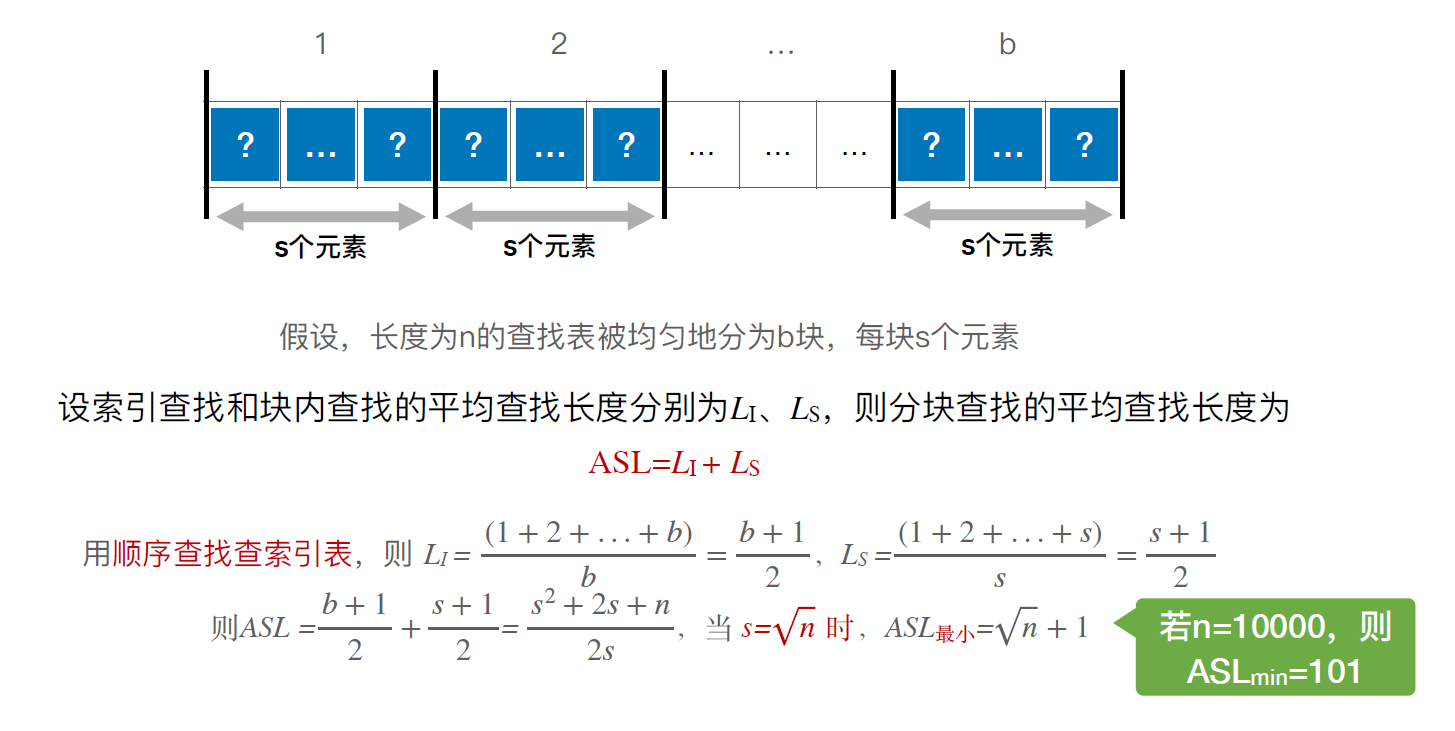 1 2 … b
? … ? ? … ? … … … ? … ?
s个元素 s个元素 s个元素
假设，长度为n的查找表被均匀地分为b块，每块s个元素
设索引查找和块内查找的平均查找长度分别为L_I、L_S，则分块查找的平均查找长度为
ASL=L_I + L_S
用顺序查找查索引表，则 L_I = (1 + 2 + … + b)/b = (b + 1)/2，L_S = (1 + 2 + … + s)/s = (s + 1)/2
则ASL = (b + 1)/2 + (s + 1)/2 = (s² + 2s + n)/2s，当 s=√n 时，ASL最小=√n + 1
若n=10000，则
ASLmin=101